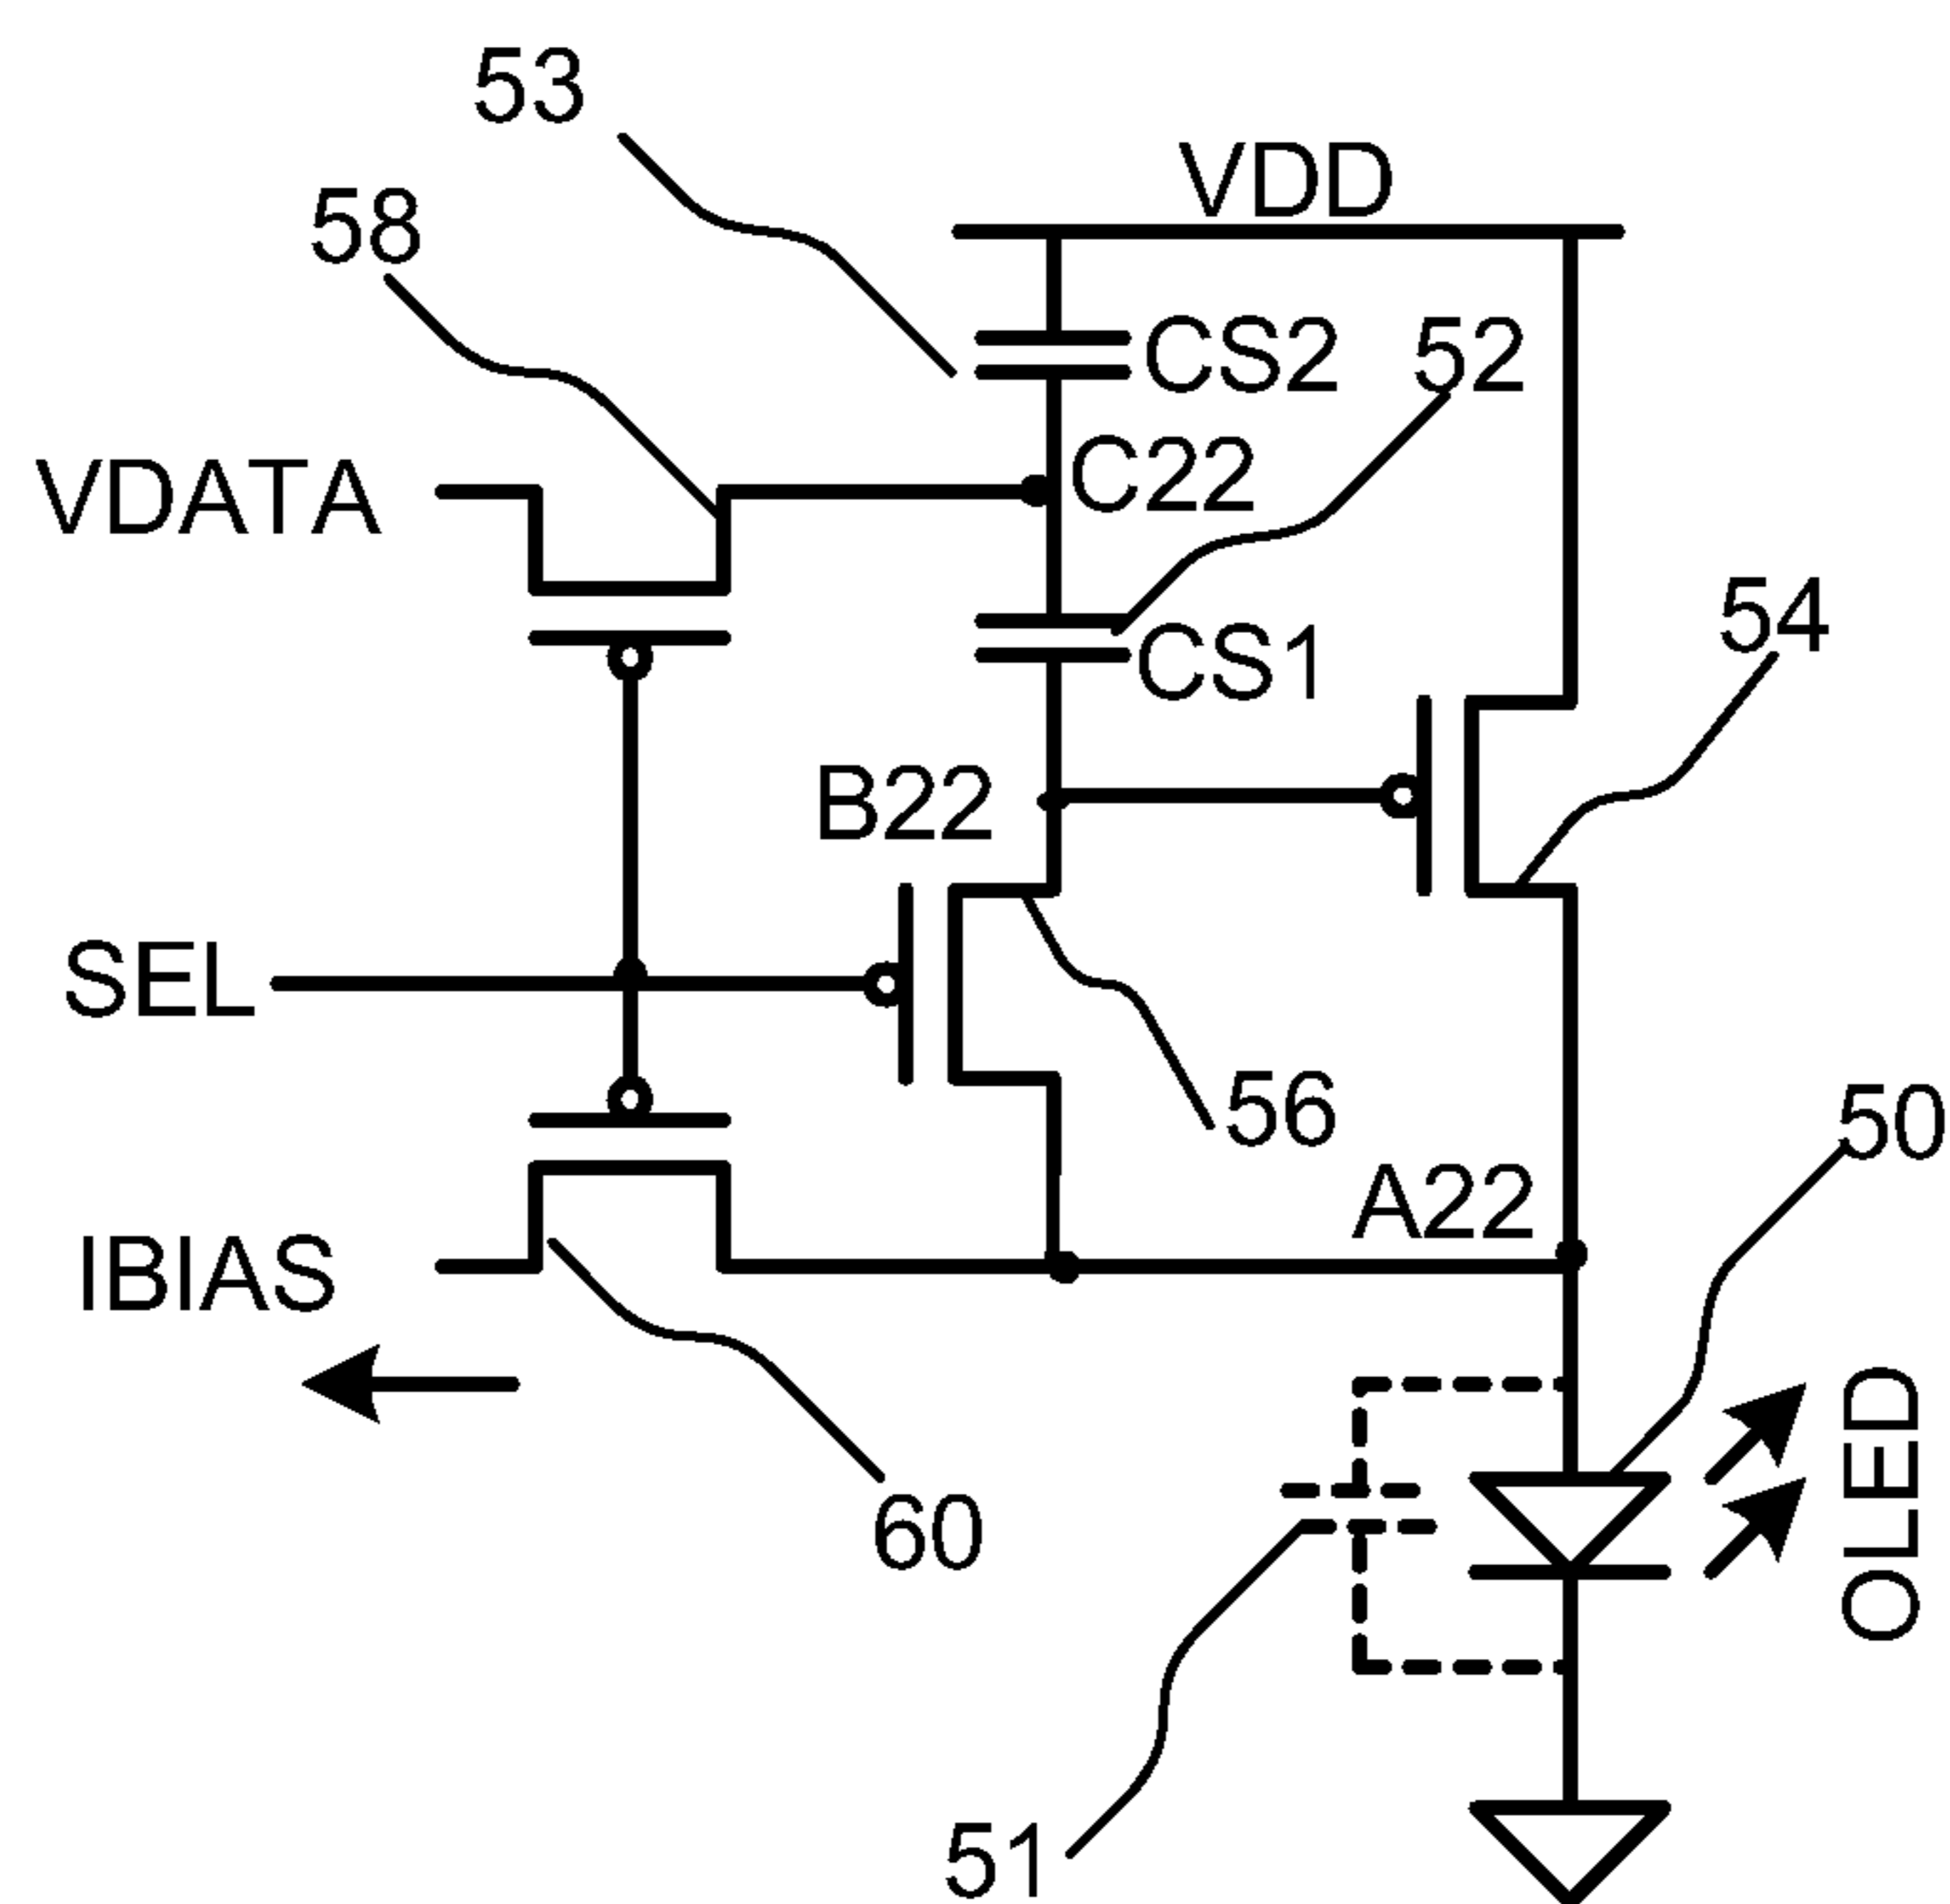 53
VDD
58
CS2
52
C22
VDATA
54
CS1
B22
SEL
56
50
A22
IBIAS
OLED
60
51